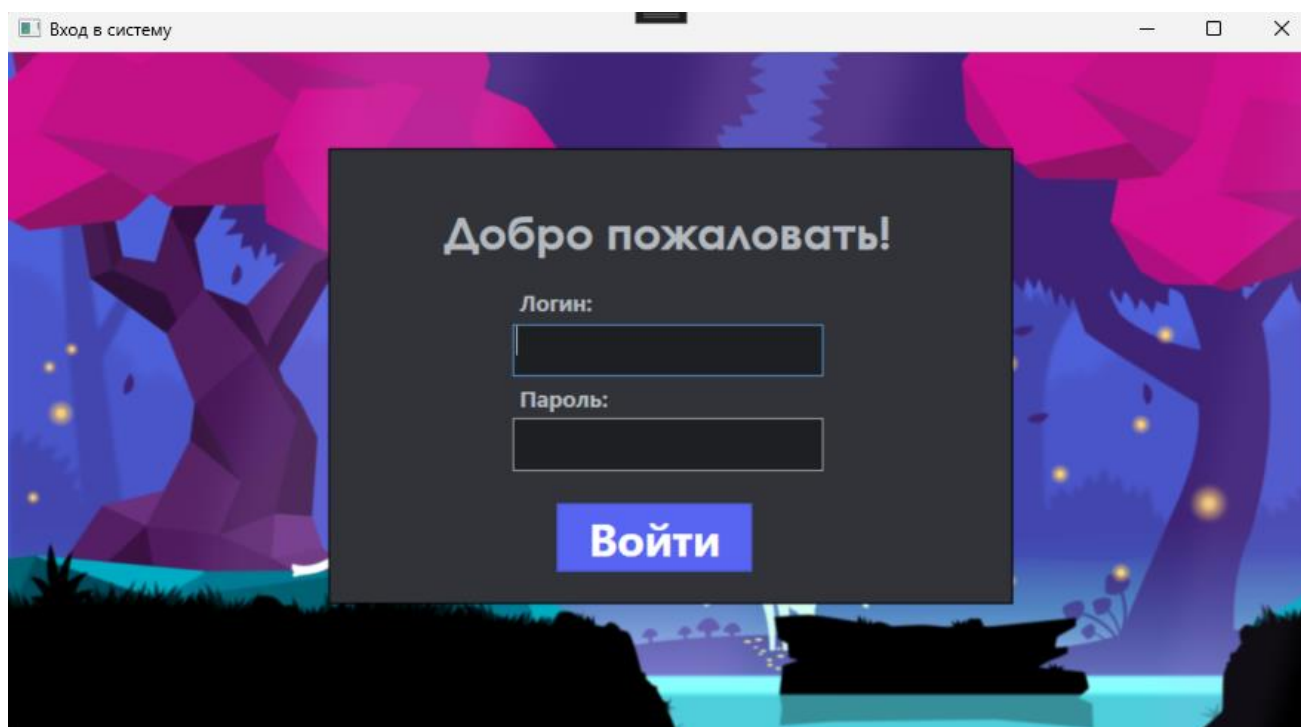 Вход в систему
Добро пожаловать!
Логин:
Пароль:
Войти